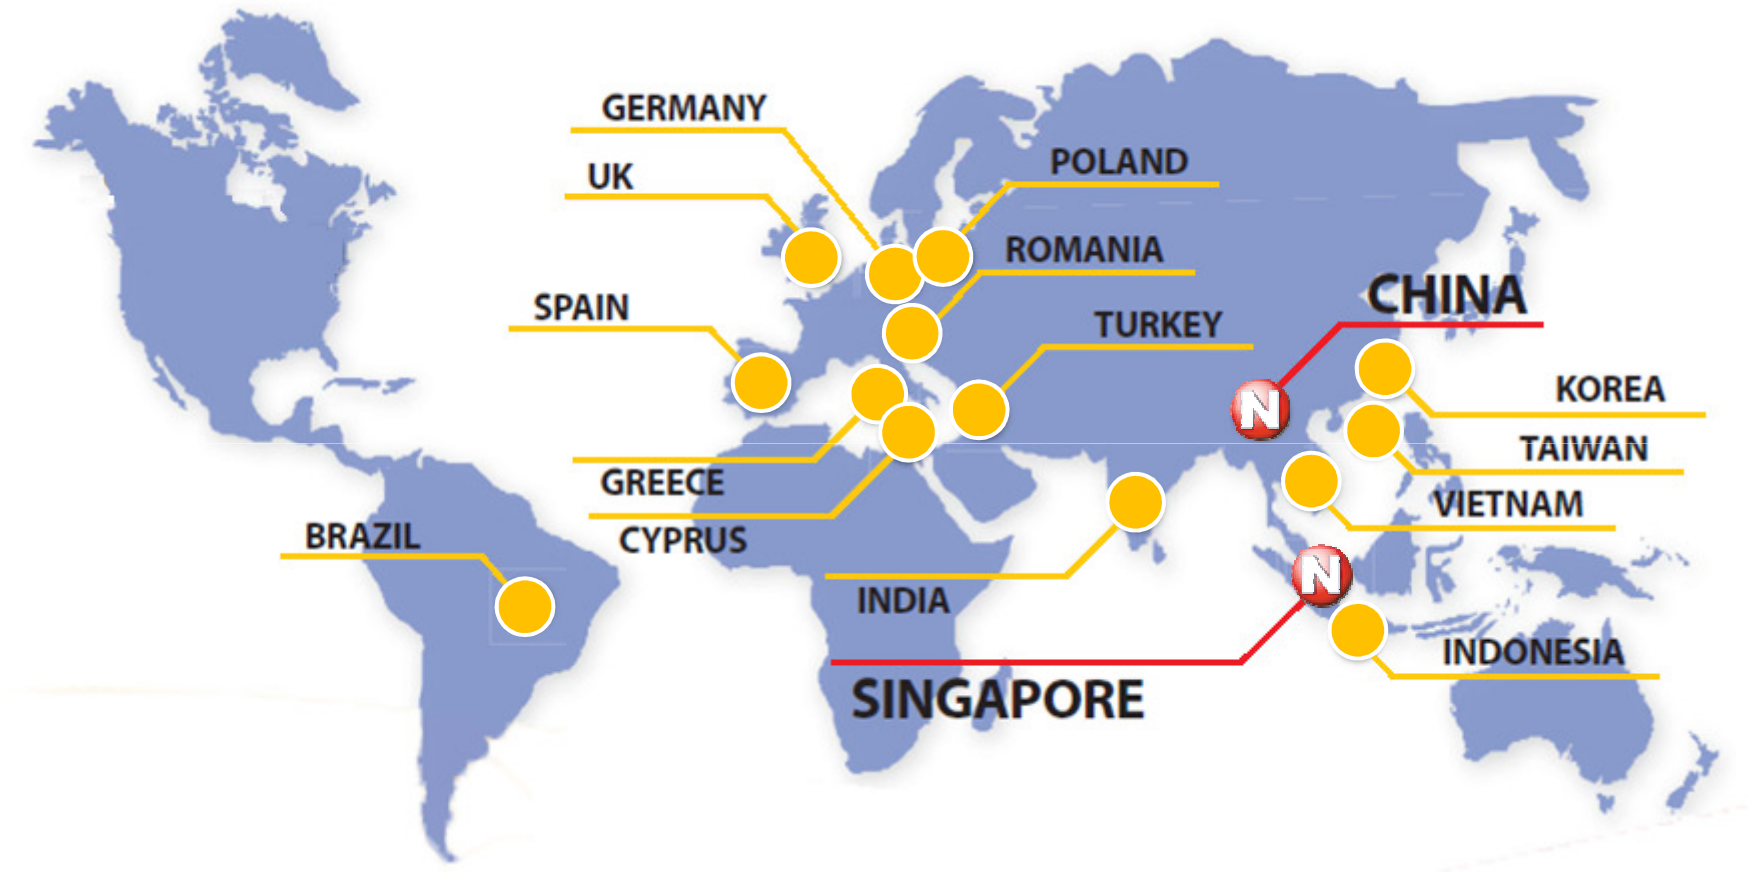 GERMANY
UK
POLAND
ROMANIA
CHINA
SPAIN
TURKEY
KOREA
N
TAIWAN
GREECE
VIETNAM
BRAZIL
CYPRUS
N
INDIA
INDONESIA
SINGAPORE